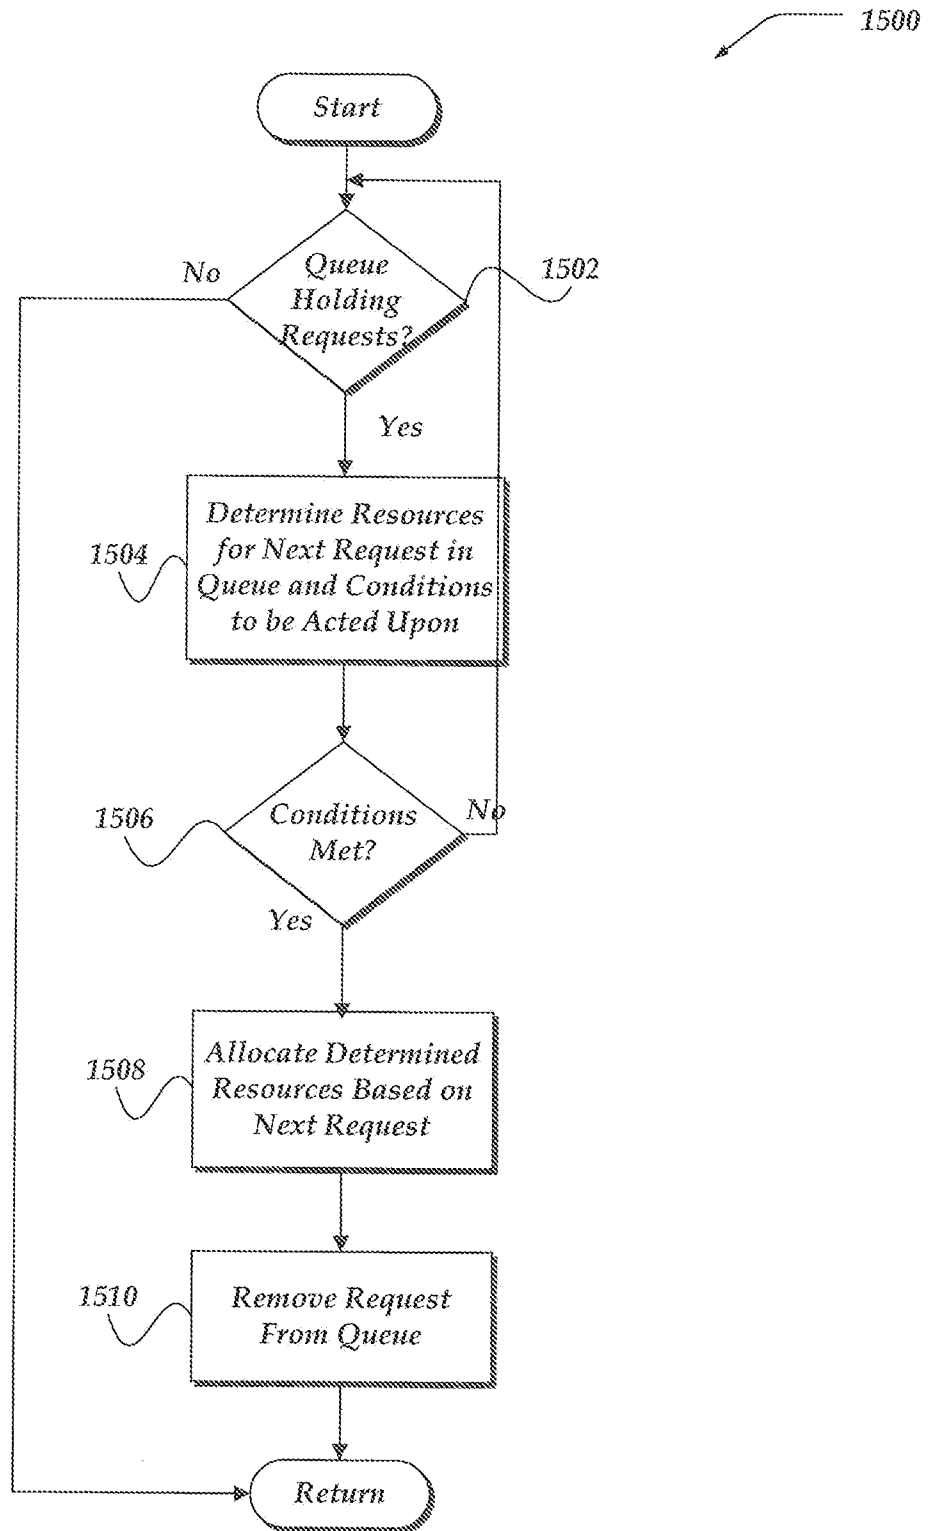 1500
Start
No
Queue
Holding
Requests?
1502
Yes
Determine Resources
for Next Request in
Queue and Conditions
to be Acted Upon
1504
Conditions
Met?
No
1506
Yes
Allocate Determined
Resources Based on
Next Request
1508
Remove Request
From Queue
1510
Return